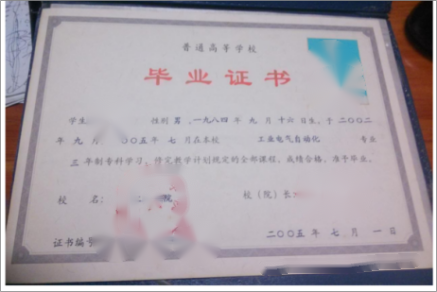 普通高等学校
毕业证书
学生 性别 男，一九八四年 九月 十六日生，于二〇〇二
年 九月 〇〇五年 七月在本校 工业电气自动化 专业
三 年制专科学习，修完教学计划规定的全部课程，成绩合格，准予毕业。
校 名： 院 校（院）长：
证书编号 二〇〇五 年 七 月 一 日